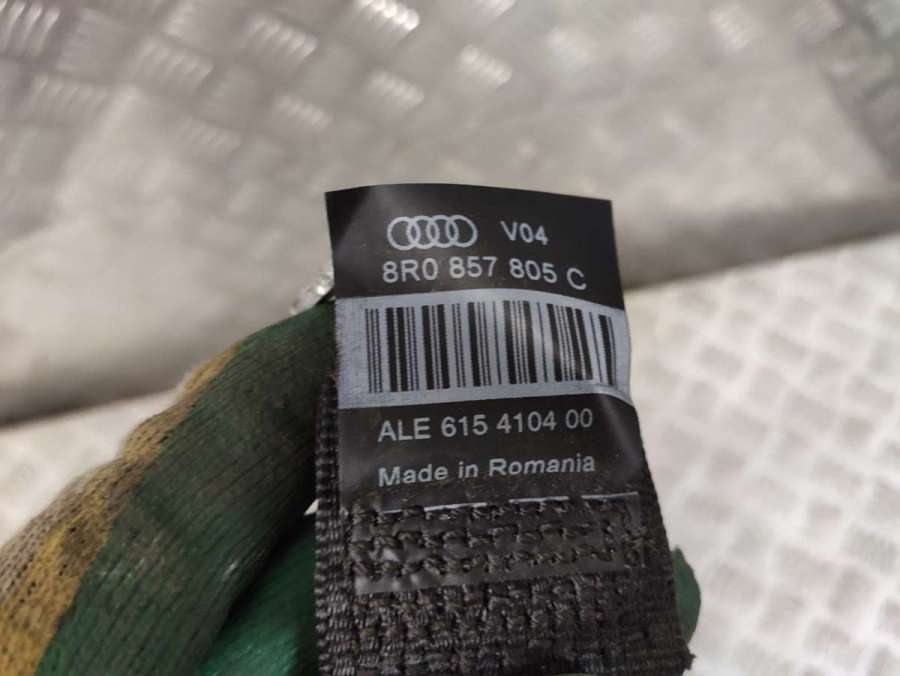 V04
8R0 857 805 C
ALE 615 4104 00
Made in Romania